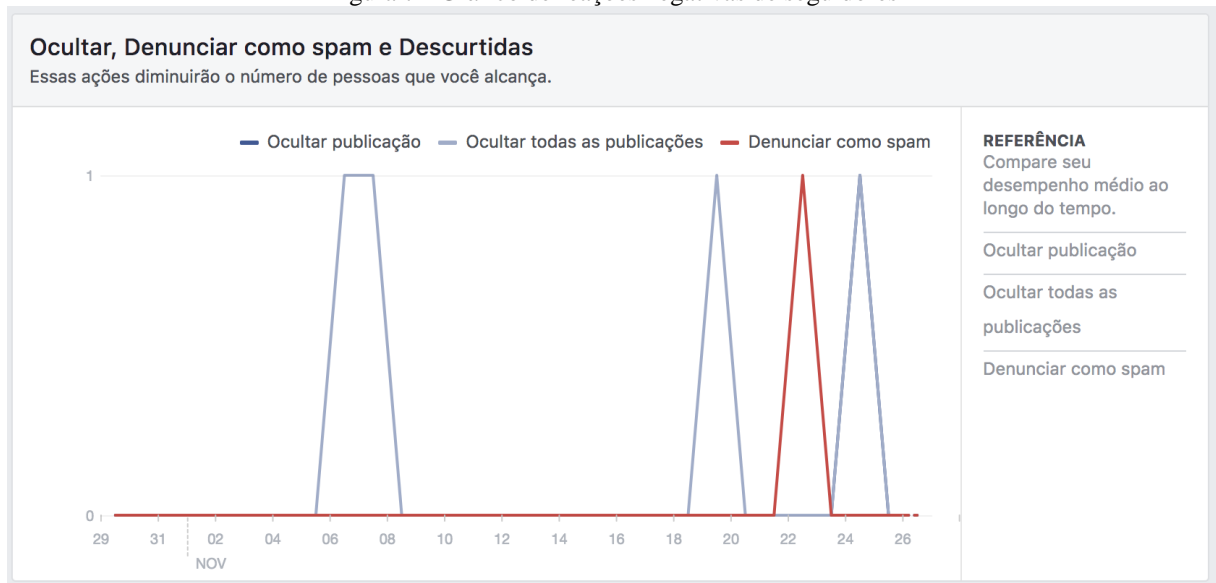 Ocultar, Denunciar como spam e Descurtidas
Essas ações diminuirão o número de pessoas que você alcança.
Ocultar publicação Ocultar todas as publicações Denunciar como spam
REFERÊNCIA
Compare seu
desempenho médio ao
longo do tempo.
Ocultar publicação
Ocultar todas as
publicações
Denunciar como spam
1
0
29 31 02 04 06 08 10 12 14 16 18 20 22 24 26
NOV